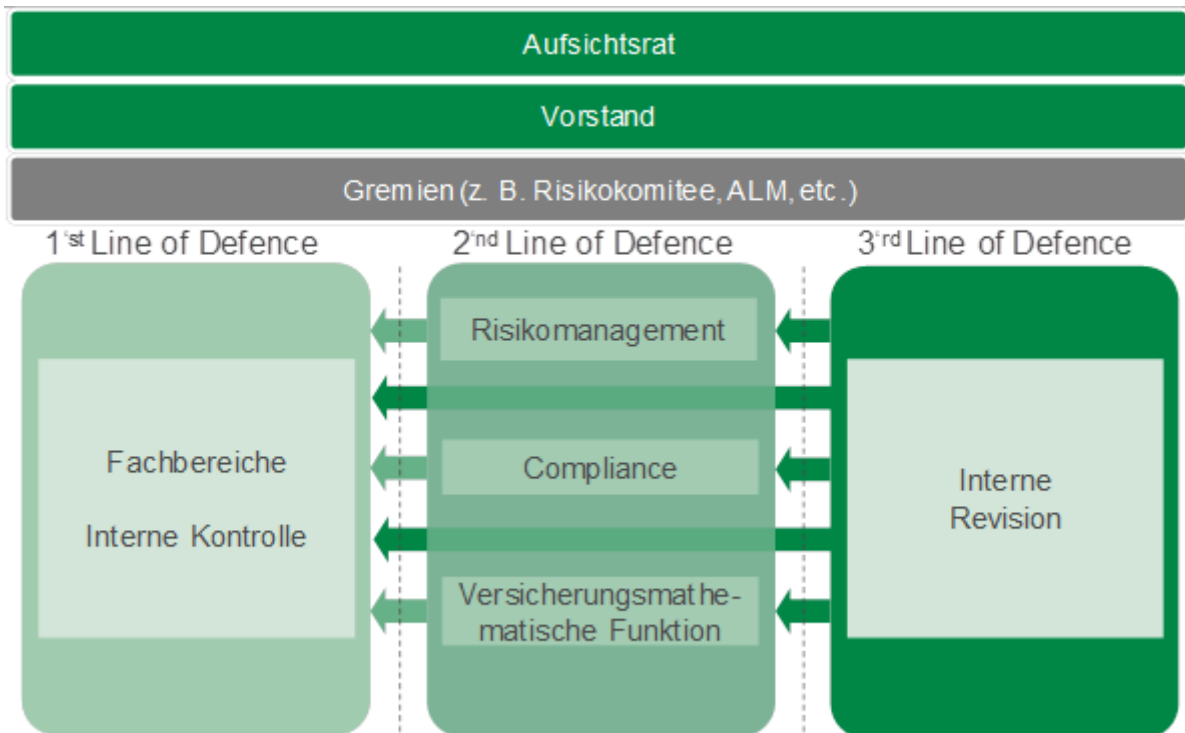 Aufsichtsrat
Vorstand
Gremien (z. B. Risikokomitee, ALM, etc.)
1‘st Line of Defence
2‘nd Line of Defence
3‘rd Line of Defence
Risikomanagement
Fachbereiche
Interne Kontrolle
Compliance
Versicherungsmathe-
matische Funktion
Interne
Revision